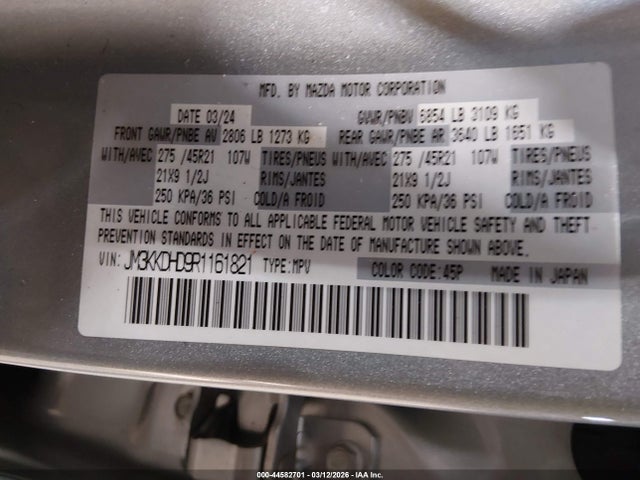 MFD. BY MAZDA MOTOR CORPORATION
DATE 03/24 GVWR/PNBV 6854 LB 3109 KG
FRONT GAWR/PNBE AV 2806 LB 1273 KG REAR GAWR/PNBE AR 3640 LB 1651 KG
WITH/AVEC 275 /45R21 107W TIRES/PNEUS WITH/AVEC 275 /45R21 107W TIRES/PNEUS
21X9 1/2J RIMS/JANTES 21X9 1/2J RIMS/JANTES
250 KPA/36 PSI COLD/A FROID 250 KPA/36 PSI COLD/A FROID
THIS VEHICLE CONFORMS TO ALL APPLICABLE FEDERAL MOTOR VEHICLE SAFETY AND THEFT
PREVENTION STANDARDS IN EFFECT ON THE DATE OF MANUFACTURE SHOWN ABOVE.
VIN: JM3KKDHD9R1161821 TYPE:MPV COLOR CODE:45P MADE IN JAPAN
000-44582701 - 03/12/2026 - IAA Inc.